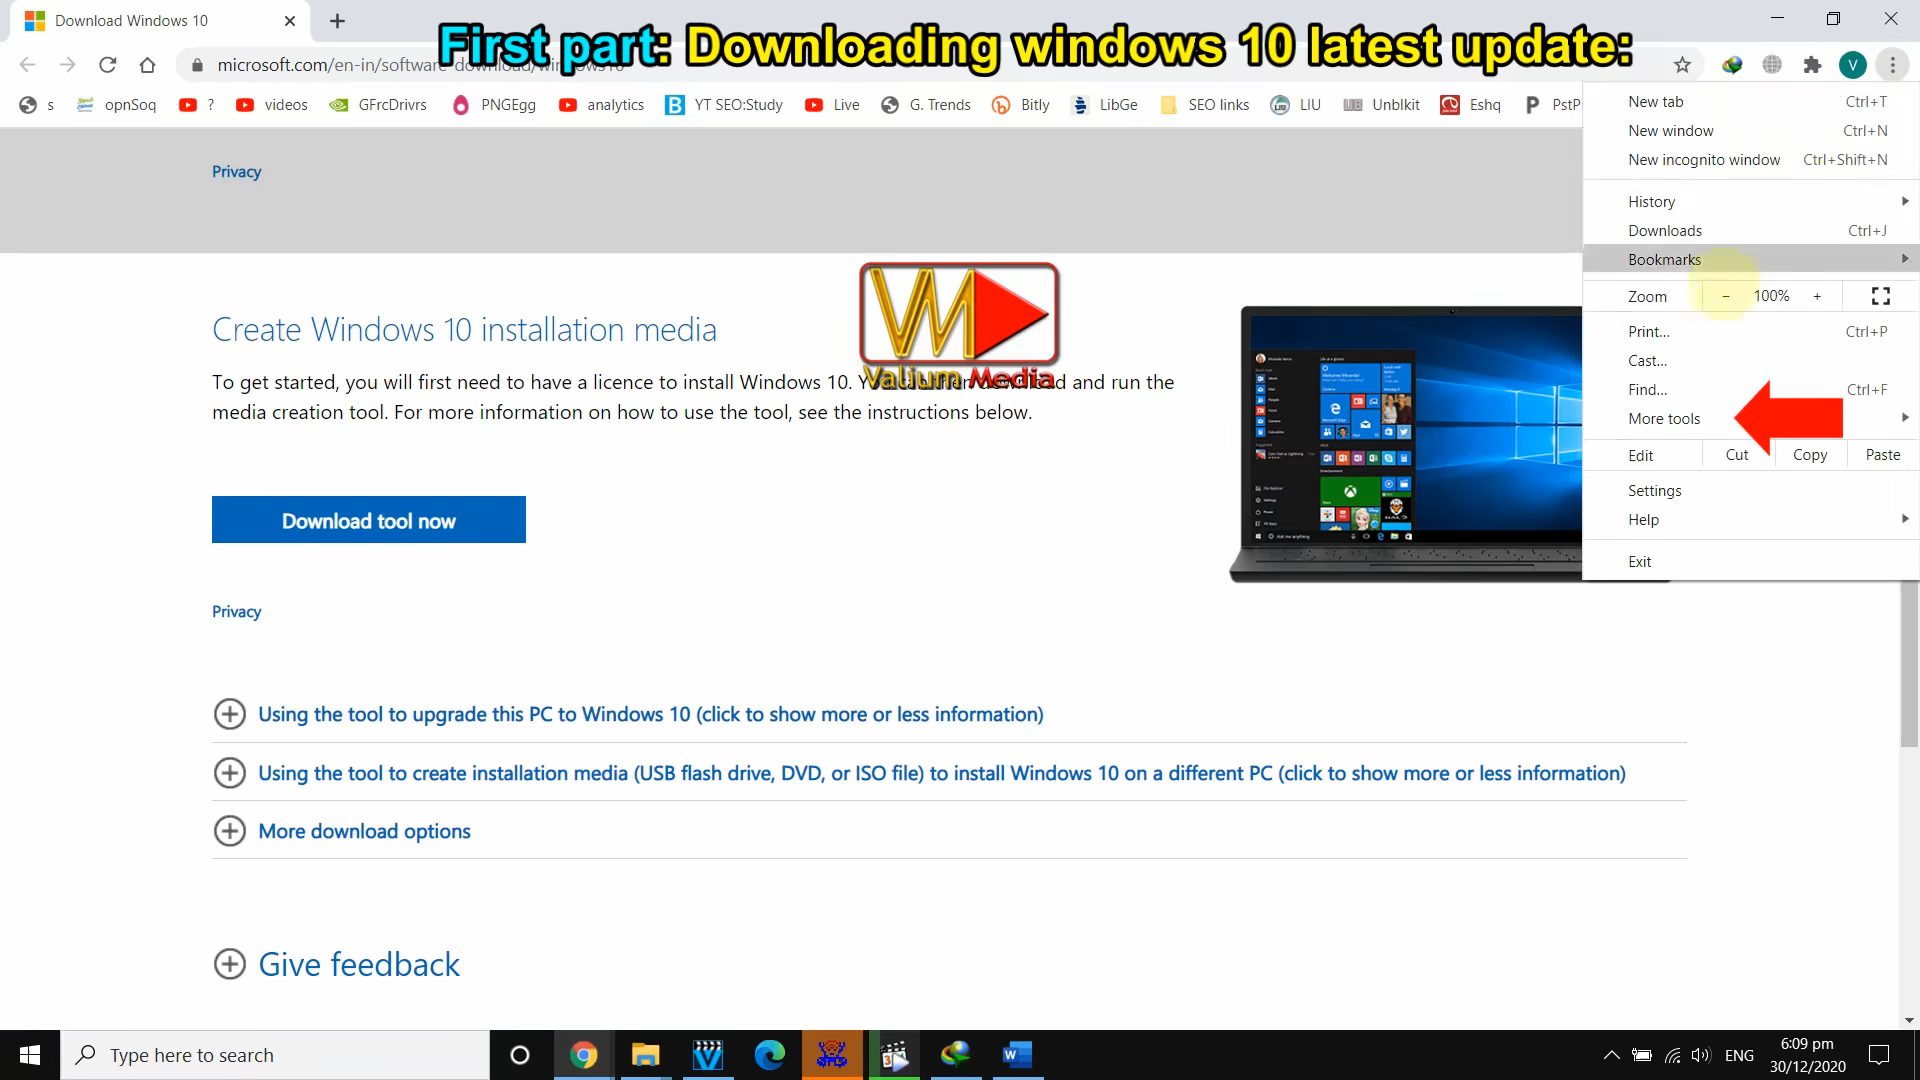 Download Windows 10
First part: Downloading windows 10 latest update:
microsoft.com/en-in/software-download/windows10
V
s
opnSoq
?
videos
GFrcDrivrs
PNGEgg
analytics
YT SEO:Study
Live
G. Trends
Bitly
LibGe
SEO links
LIU
Unblkit
Eshq
PstP
New tab Ctrl+T
New window Ctrl+N
New incognito window Ctrl+Shift+N
History
Downloads Ctrl+J
Bookmarks
Zoom - 100% +
Print... Ctrl+P
Cast...
Find... Ctrl+F
More tools
Edit Cut Copy Paste
Settings
Help
Exit
Privacy
Create Windows 10 installation media
VM
Valium Media
To get started, you will first need to have a licence to install Windows 10. You can then download and run the
media creation tool. For more information on how to use the tool, see the instructions below.
Download tool now
Privacy
Using the tool to upgrade this PC to Windows 10 (click to show more or less information)
Using the tool to create installation media (USB flash drive, DVD, or ISO file) to install Windows 10 on a different PC (click to show more or less information)
More download options
Give feedback
Type here to search
ENG
6:09 pm
30/12/2020